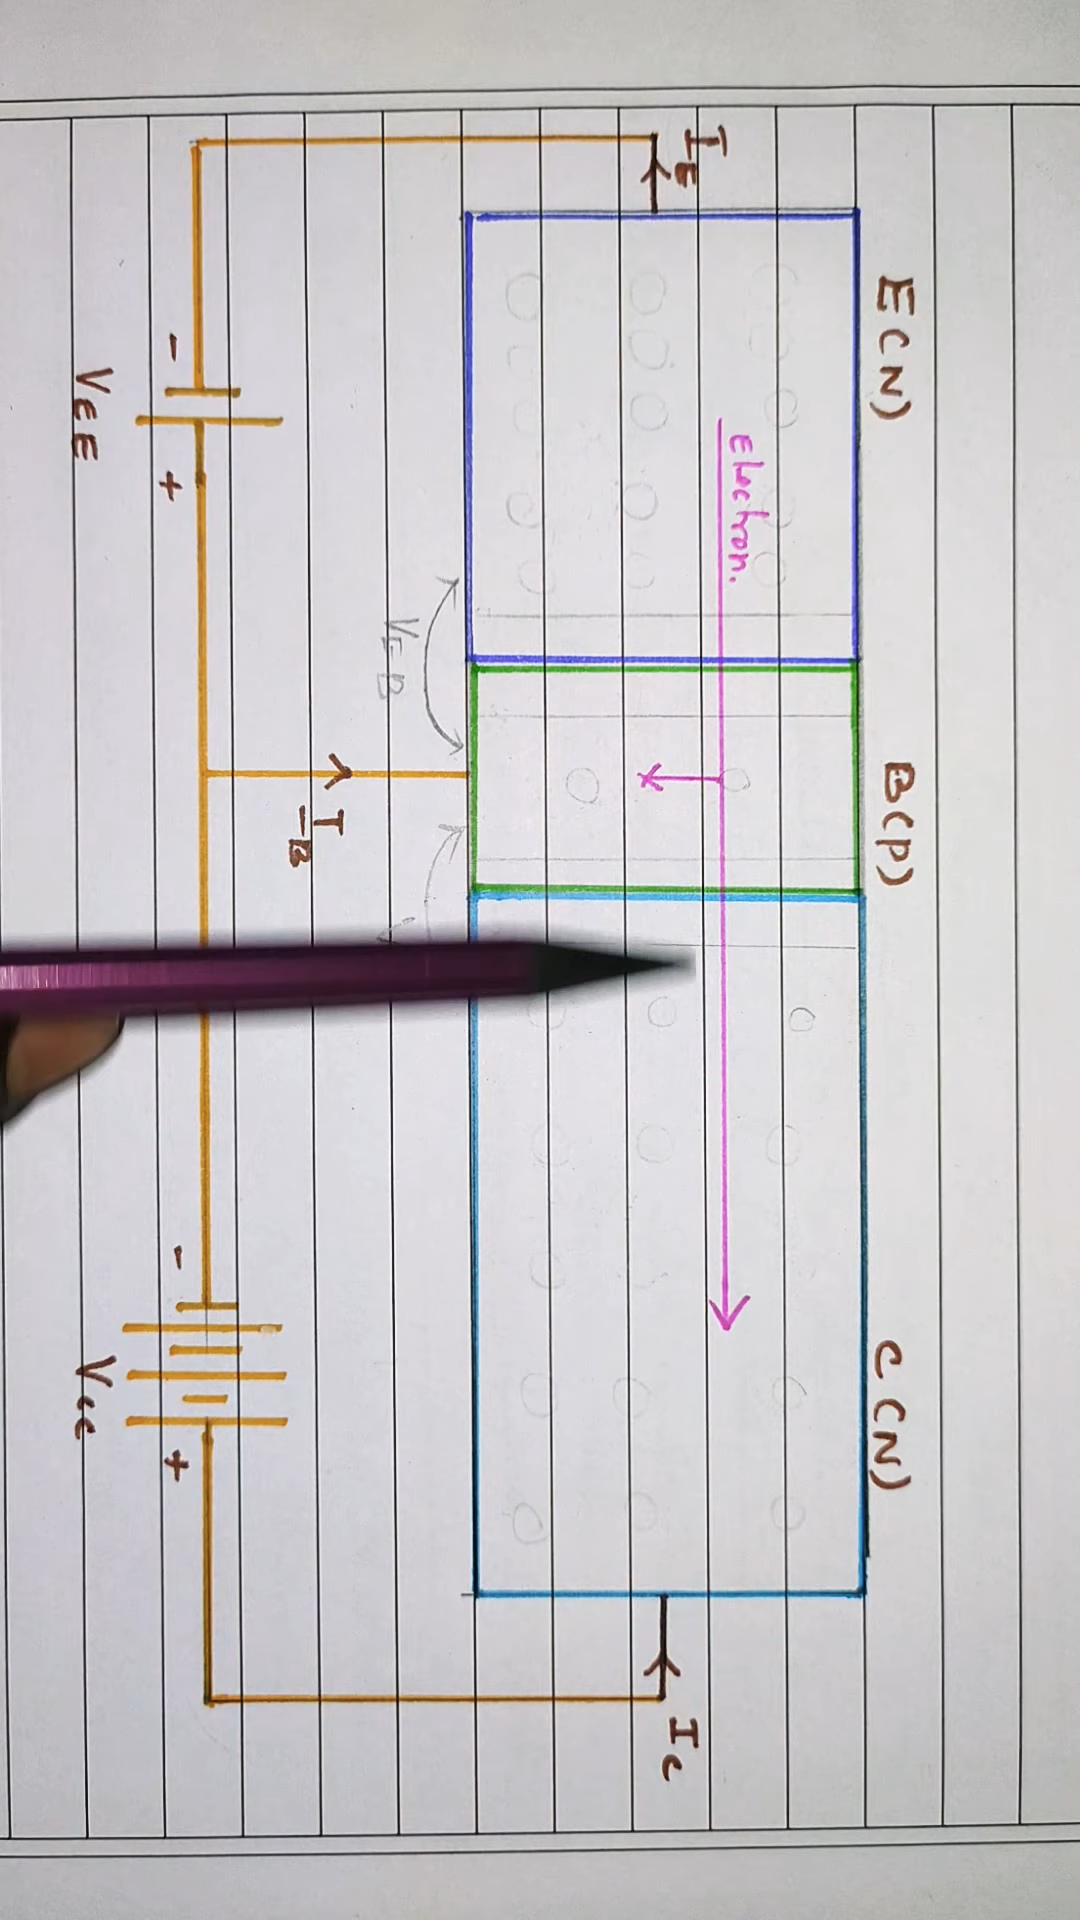 E(N)
B(P)
C(N)
Electron.
IE
IC
VEB
IB
- +
- +
VEE
Vcc